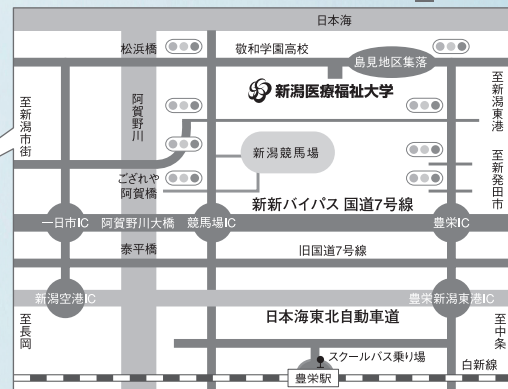 日本海
松浜橋
敬和学園高校
島見地区集落
新潟医療福祉大学
至新潟市街
阿賀野川
至新潟東港
新潟競馬場
ござれや
阿賀橋
至新発田市
新新バイパス 国道7号線
一日市IC
阿賀野川大橋
競馬場IC
豊栄IC
泰平橋
旧国道7号線
新潟空港IC
豊栄新潟東港IC
日本海東北自動車道
至長岡
至中条
スクールバス乗り場
白新線
豊栄駅